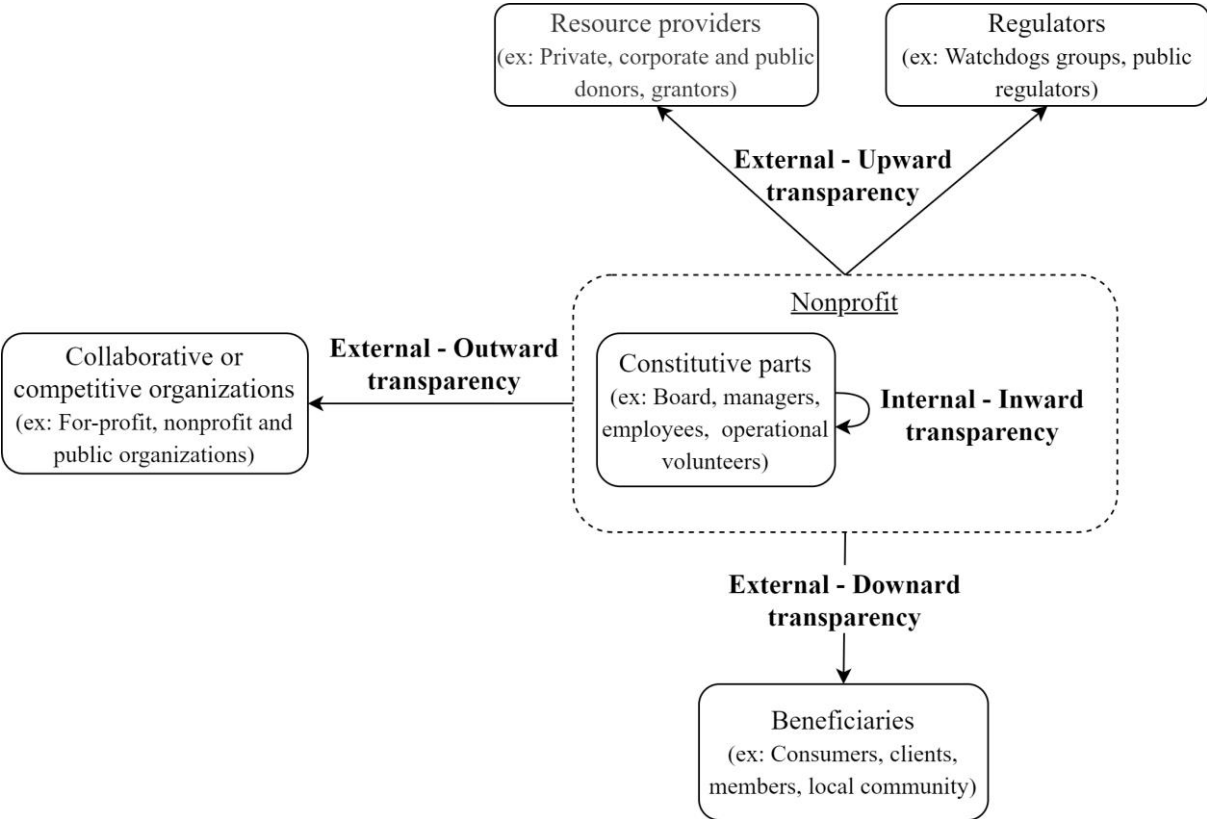 Resource providers
(ex: Private, corporate and public
donors, grantors)
Regulators
(ex: Watchdogs groups, public
regulators)
External - Upward
transparency
Nonprofit
Collaborative or
competitive organizations
(ex: For-profit, nonprofit and
public organizations)
External - Outward
transparency
Constitutive parts
(ex: Board, managers,
employees, operational
volunteers)
Internal - Inward
transparency
External - Downard
transparency
Beneficiaries
(ex: Consumers, clients,
members, local community)